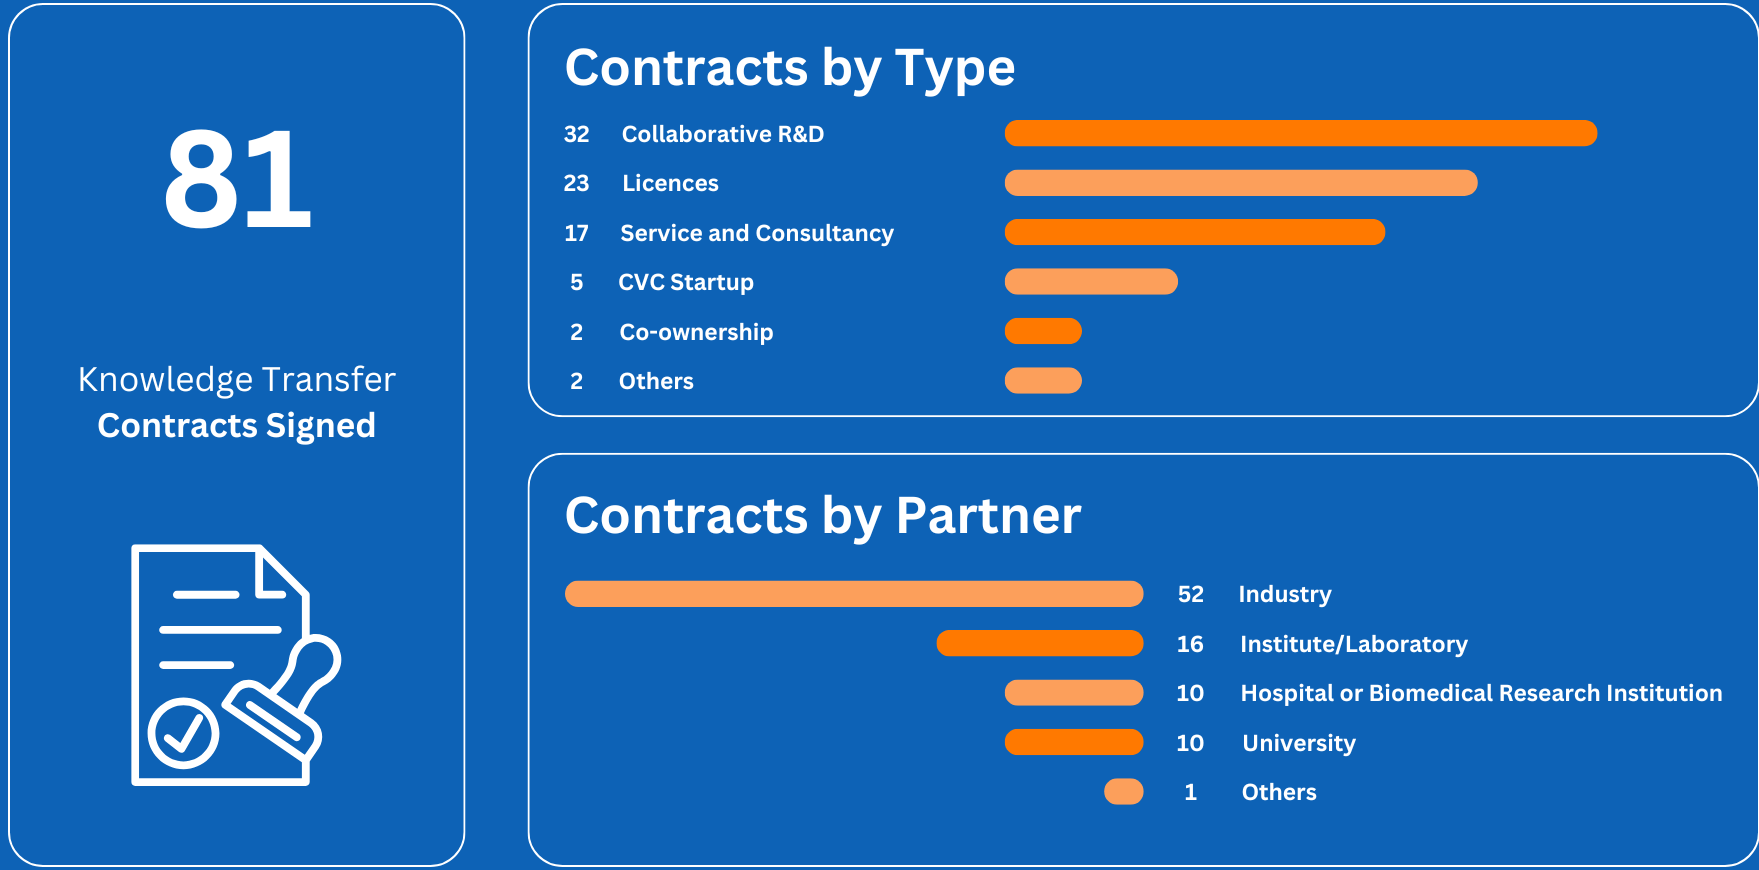 81
Knowledge Transfer
Contracts Signed
Contracts by Type
32 Collaborative R&D
23 Licences
17 Service and Consultancy
5 CVC Startup
2 Co-ownership
2 Others
Contracts by Partner
52 Industry
16 Institute/Laboratory
10 Hospital or Biomedical Research Institution
10 University
1 Others